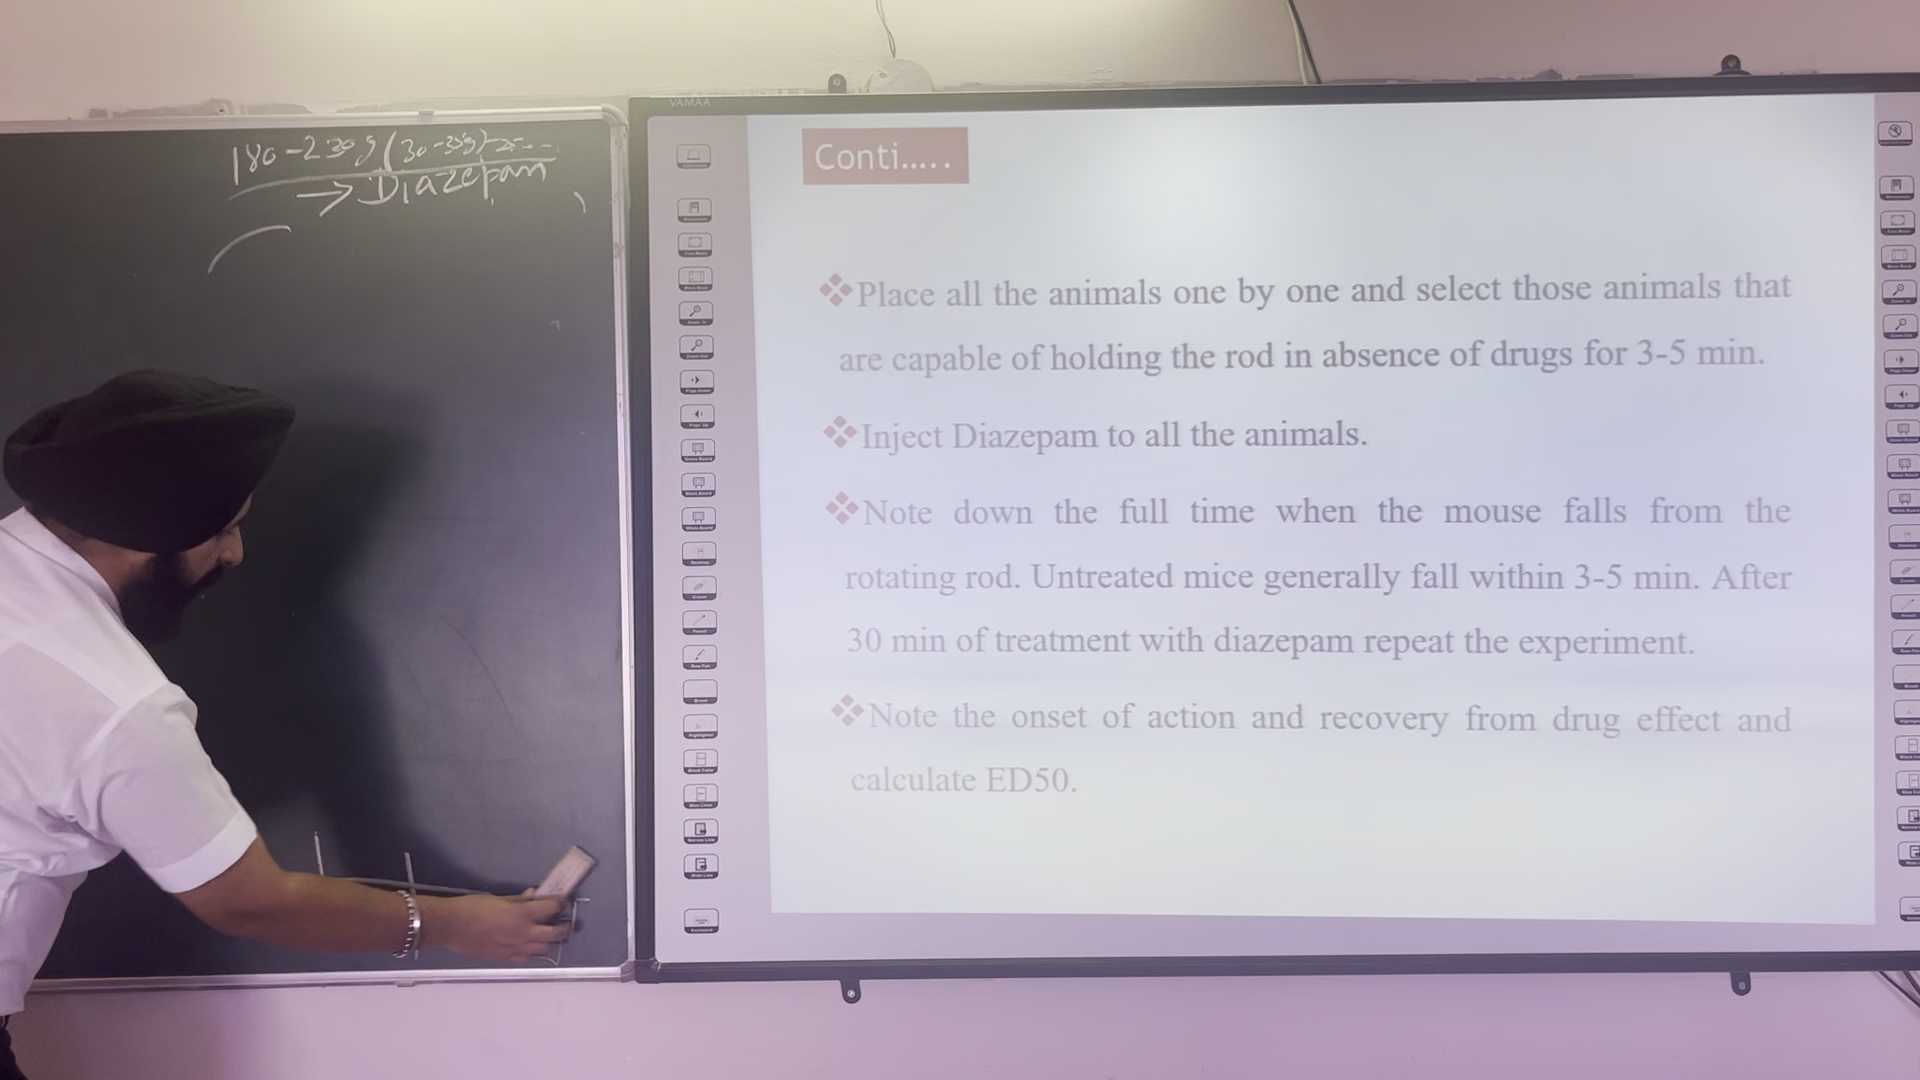 180-230g (30-35g)
→ Diazepam
VAMAA
Conti.....
❖Place all the animals one by one and select those animals that
are capable of holding the rod in absence of drugs for 3-5 min.
❖Inject Diazepam to all the animals.
❖Note down the full time when the mouse falls from the
rotating rod. Untreated mice generally fall within 3-5 min. After
30 min of treatment with diazepam repeat the experiment.
❖Note the onset of action and recovery from drug effect and
calculate ED50.